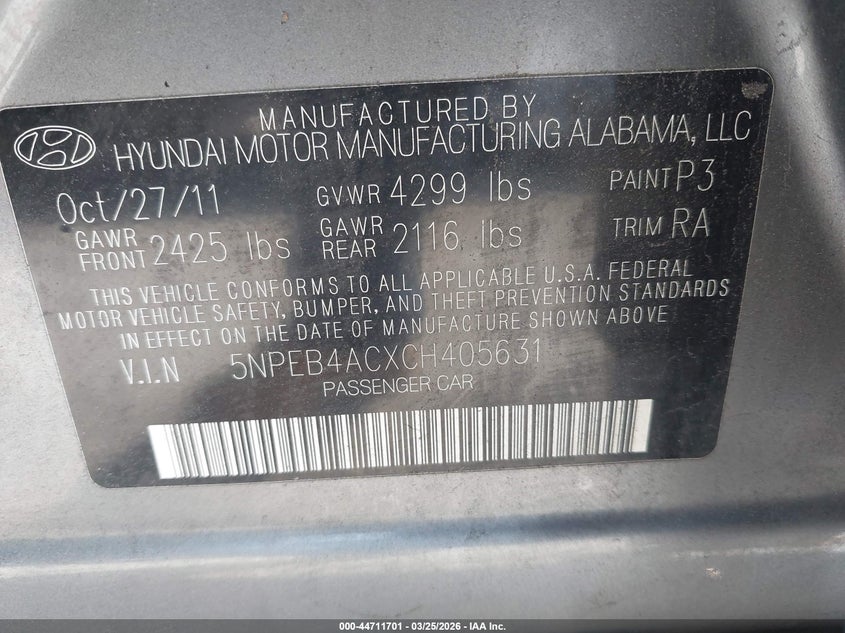 MANUFACTURED BY
HYUNDAI MOTOR MANUFACTURING ALABAMA, LLC
Oct/27/11 GVWR 4299 lbs PAINT P3
GAWR FRONT 2425 lbs GAWR REAR 2116 lbs TRIM RA
THIS VEHICLE CONFORMS TO ALL APPLICABLE U.S.A. FEDERAL
MOTOR VEHICLE SAFETY, BUMPER, AND THEFT PREVENTION STANDARDS
IN EFFECT ON THE DATE OF MANUFACTURE SHOWN ABOVE
V.I.N 5NPEB4ACXCH405631
PASSENGER CAR
000-44711701 - 03/25/2026 - IAA Inc.